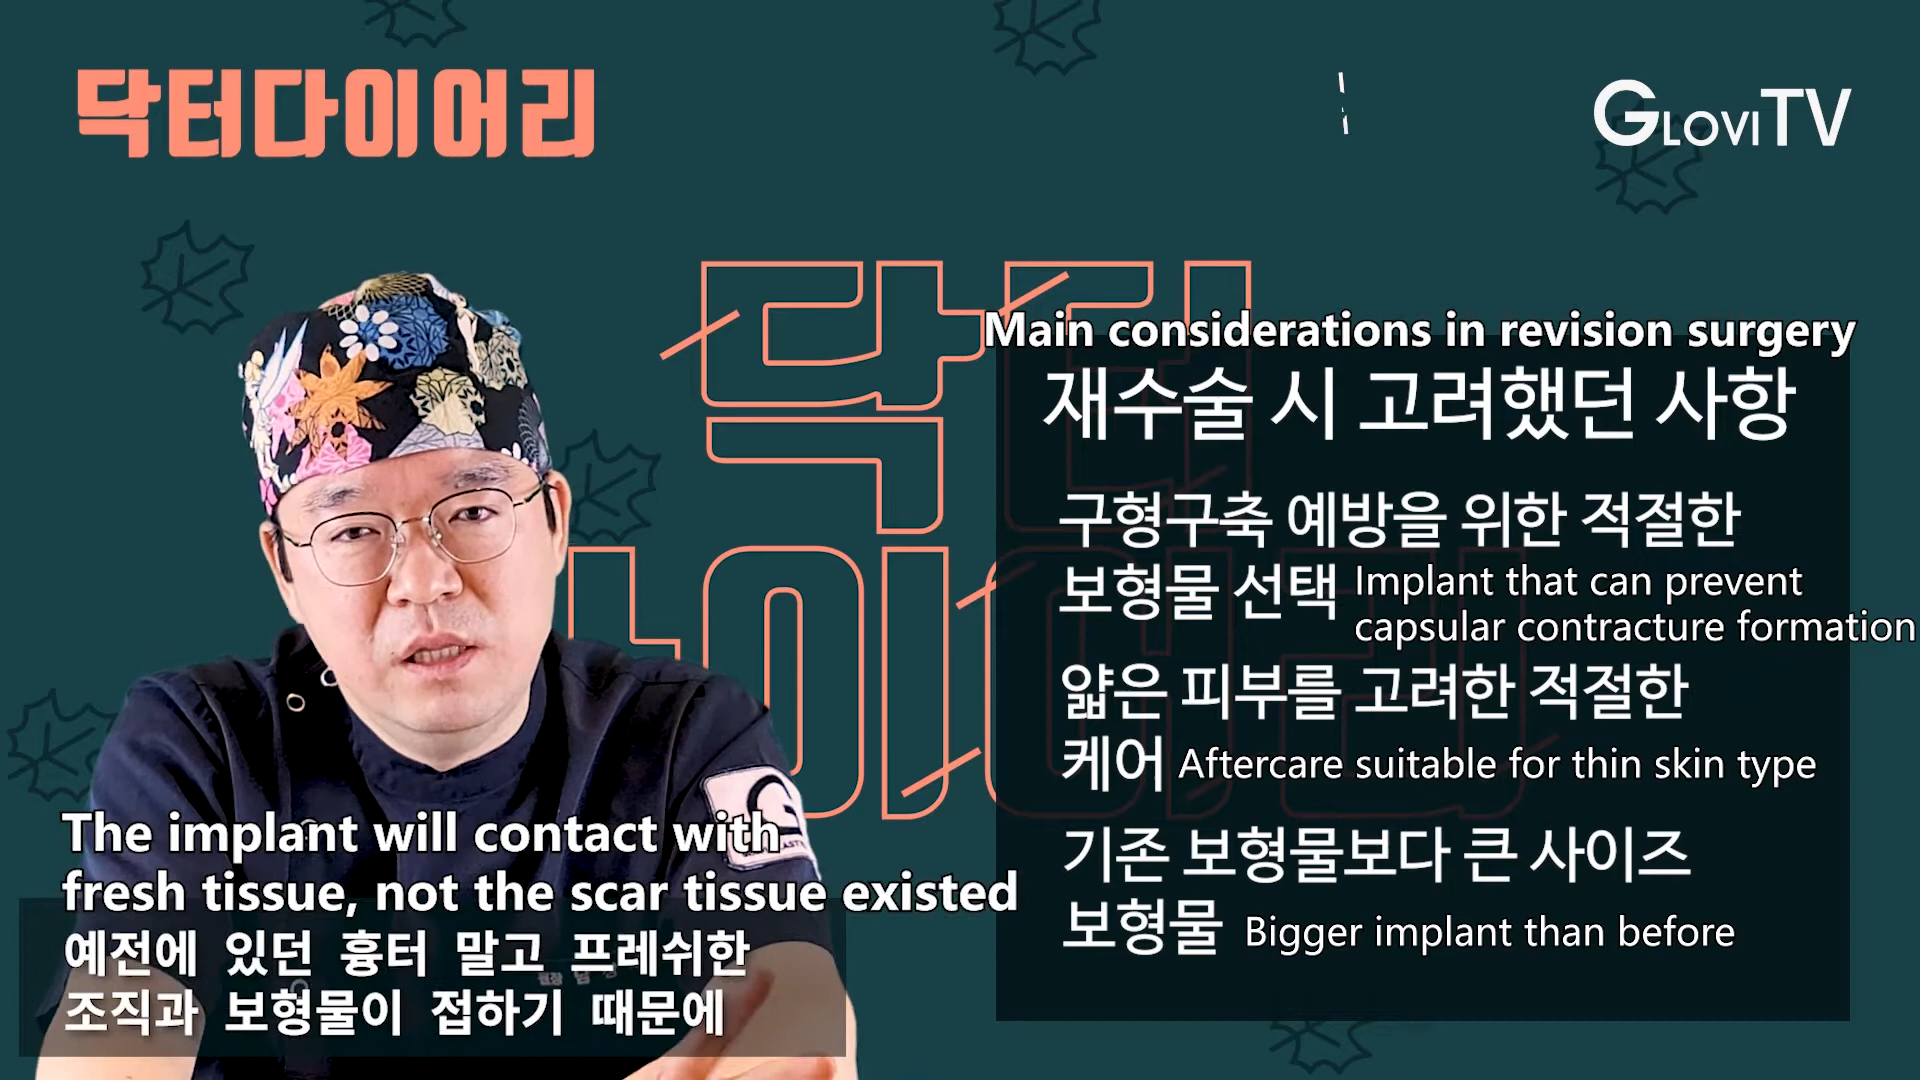 닥터다이어리
GLOVITV
닥터
다이어리
Main considerations in revision surgery
재수술 시 고려했던 사항
구형구축 예방을 위한 적절한
보형물 선택 Implant that can prevent
capsular contracture formation
얇은 피부를 고려한 적절한
케어 Aftercare suitable for thin skin type
기존 보형물보다 큰 사이즈
보형물 Bigger implant than before
The implant will contact with
fresh tissue, not the scar tissue existed
예전에 있던 흉터 말고 프레쉬한
조직과 보형물이 접하기 때문에